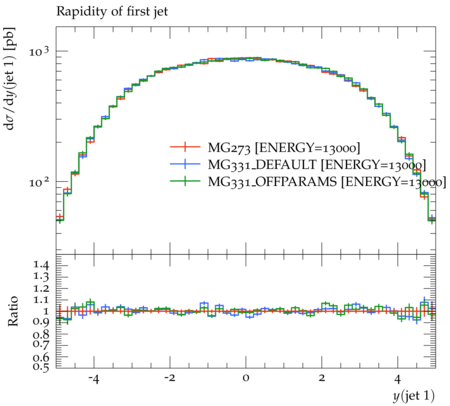 Rapidity of first jet
dσ/dy(jet 1) [pb]
10³
MG273 [ENERGY=13000]
MG331_DEFAULT [ENERGY=13000]
MG331_OFFPARAMS [ENERGY=13000]
10²
Ratio
1.4
1.3
1.2
1.1
1
0.9
0.8
0.7
0.6
0.5
-4 -2 0 2 4
y(jet 1)